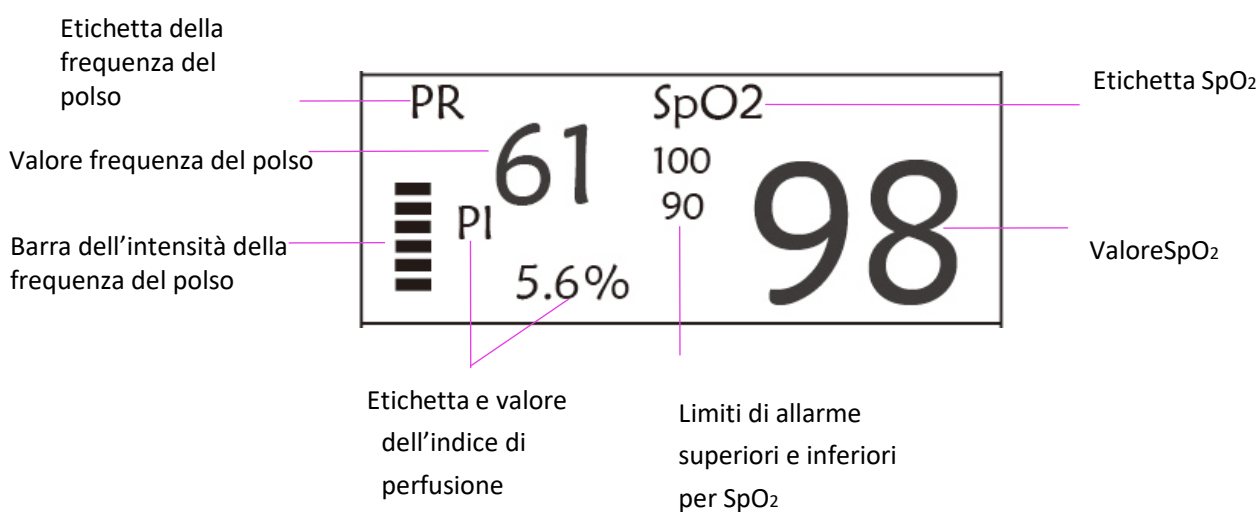 Etichetta della
frequenza del
polso
PR
SpO2
Etichetta SpO2
Valore frequenza del polso
61
100
90
98
PI
Barra dell'intensità della
frequenza del polso
5.6%
ValoreSpO2
Etichetta e valore
dell'indice di
perfusione
Limiti di allarme
superiori e inferiori
per SpO2